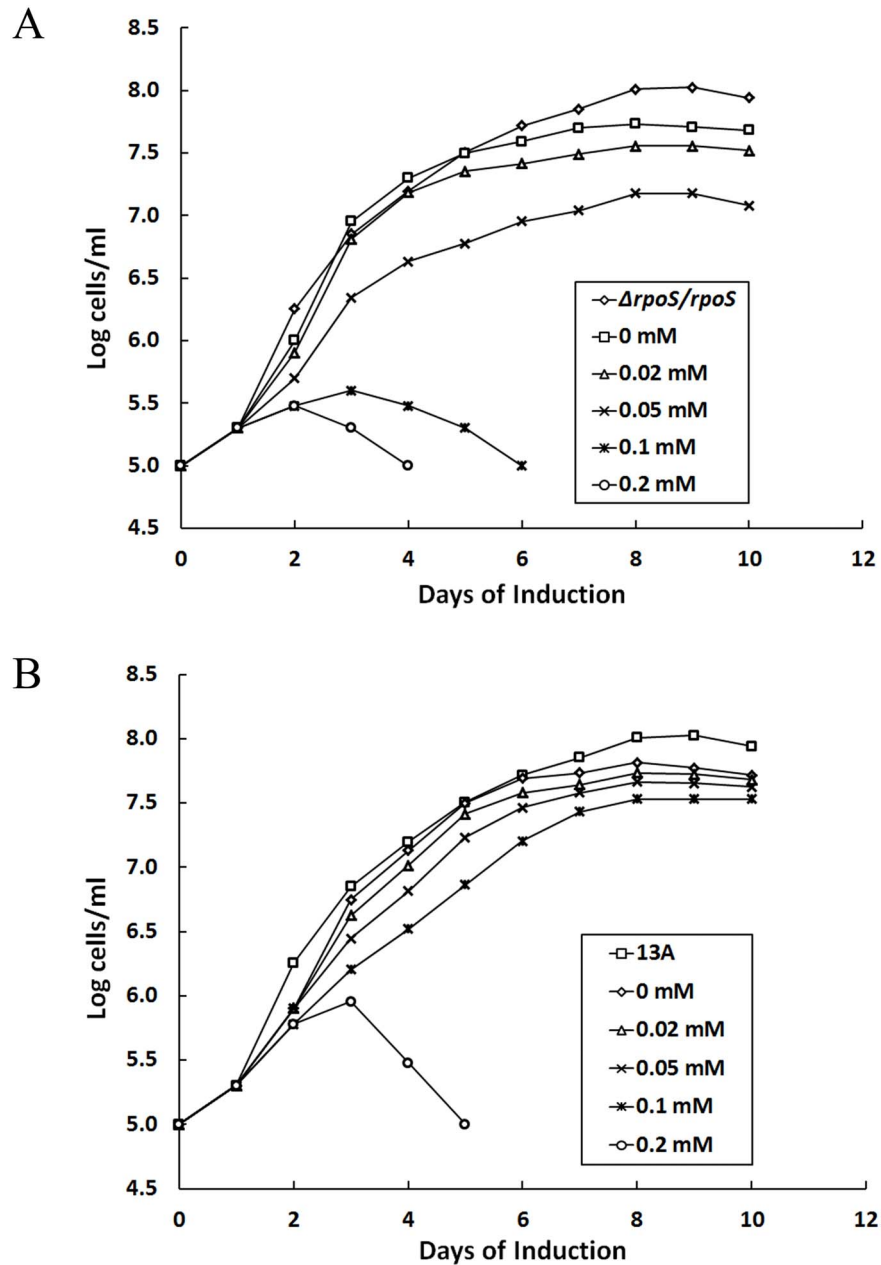 A
8.5
8.0
7.5
7.0
6.5
6.0
5.5
5.0
4.5
Log cells/ml
0 2 4 6 8 10 12
Days of Induction
ΔrpoS/rpoS
0 mM
0.02 mM
0.05 mM
0.1 mM
0.2 mM
B
8.5
8.0
7.5
7.0
6.5
6.0
5.5
5.0
4.5
Log cells/ml
0 2 4 6 8 10 12
Days of Induction
13A
0 mM
0.02 mM
0.05 mM
0.1 mM
0.2 mM